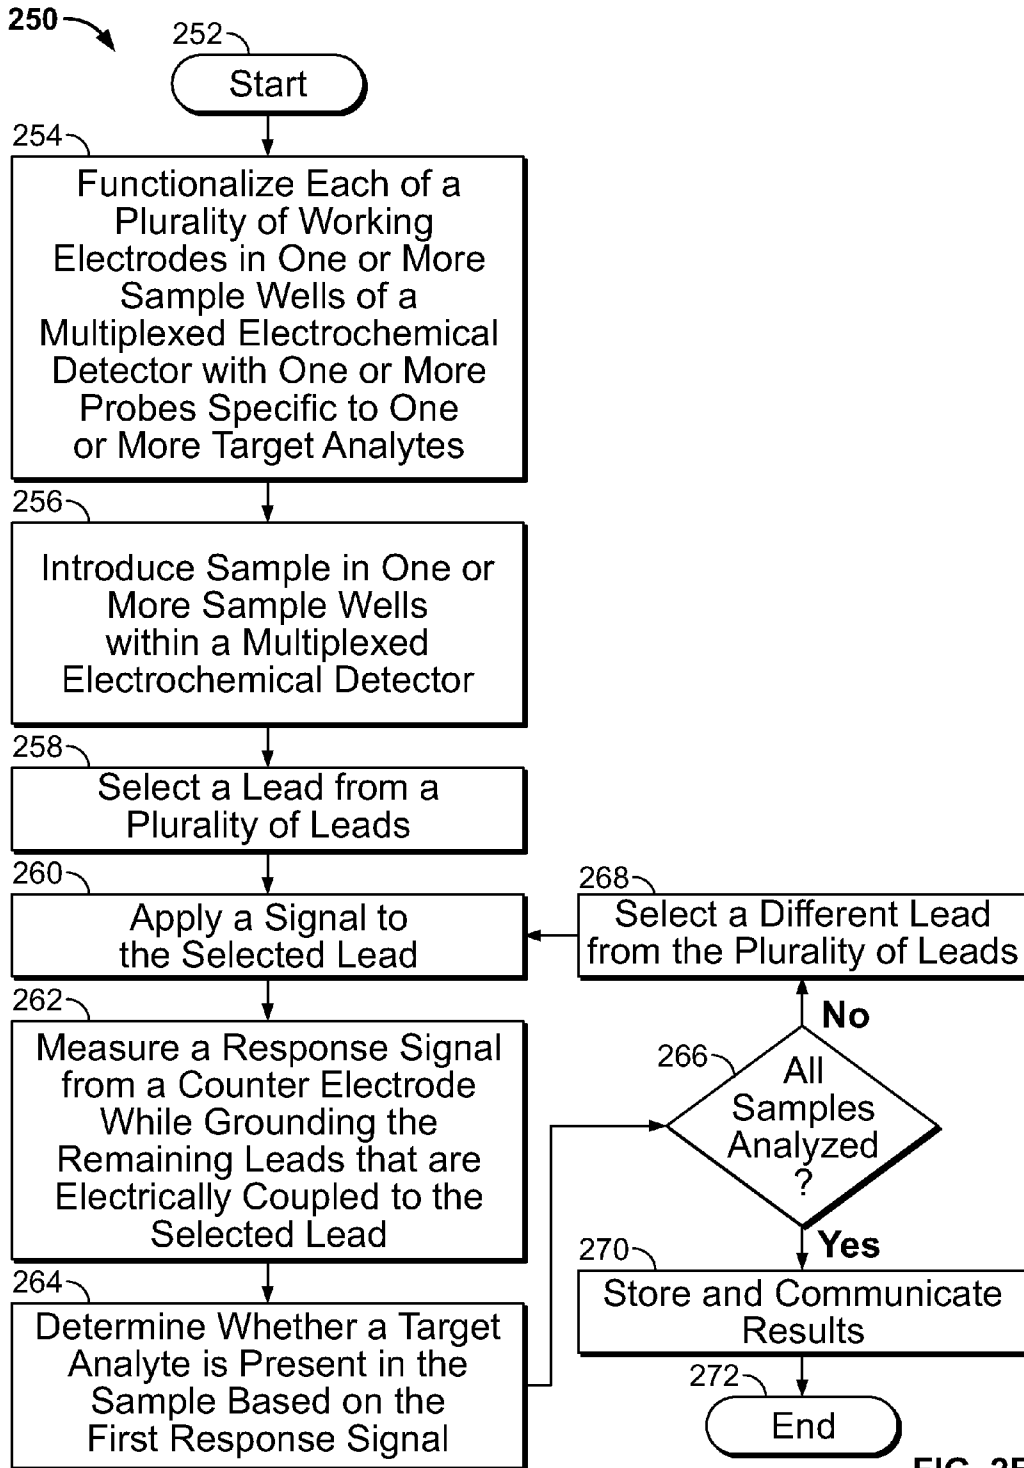 250
252
Start
254
Functionalize Each of a
Plurality of Working
Electrodes in One or More
Sample Wells of a
Multiplexed Electrochemical
Detector with One or More
Probes Specific to One
or More Target Analytes
256
Introduce Sample in One or
More Sample Wells
within a Multiplexed
Electrochemical Detector
258
Select a Lead from a
Plurality of Leads
260
Apply a Signal to
the Selected Lead
262
Measure a Response Signal
from a Counter Electrode
While Grounding the
Remaining Leads that are
Electrically Coupled to the
Selected Lead
264
Determine Whether a Target
Analyte is Present in the
Sample Based on the
First Response Signal
266
All
Samples
Analyzed
?
No
268
Select a Different Lead
from the Plurality of Leads
Yes
270
Store and Communicate
Results
272
End